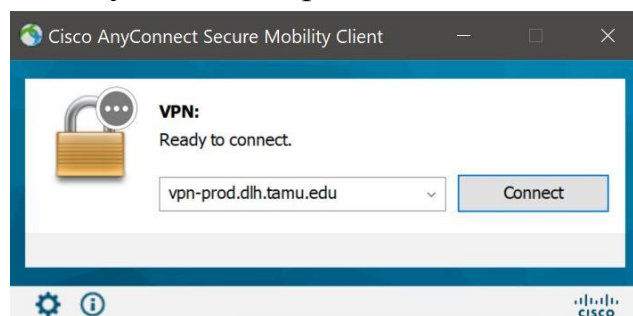 Cisco AnyConnect Secure Mobility Client
VPN:
Ready to connect.
vpn-prod.dlh.tamu.edu
Connect
cisco